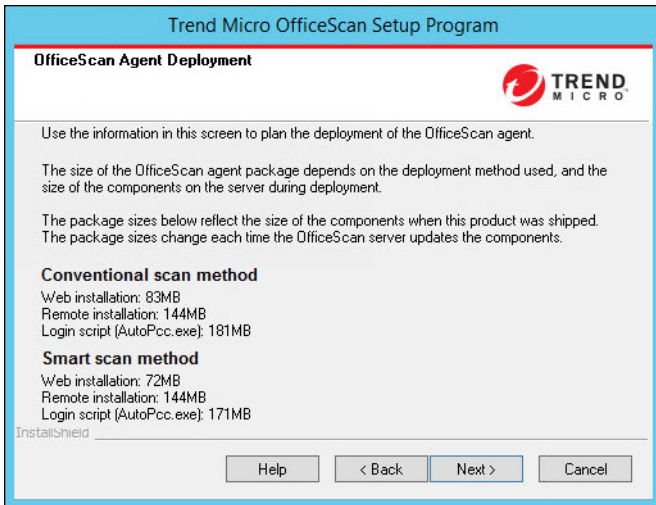 Trend Micro OfficeScan Setup Program
OfficeScan Agent Deployment
TREND
MICRO
Use the information in this screen to plan the deployment of the OfficeScan agent.
The size of the OfficeScan agent package depends on the deployment method used, and the
size of the components on the server during deployment.
The package sizes below reflect the size of the components when this product was shipped.
The package sizes change each time the OfficeScan server updates the components.
Conventional scan method
Web installation: 83MB
Remote installation: 144MB
Login script (AutoPcc.exe): 181MB
Smart scan method
Web installation: 72MB
Remote installation: 144MB
Login script (AutoPcc.exe): 171MB
InstallShield
Help
< Back
Next >
Cancel